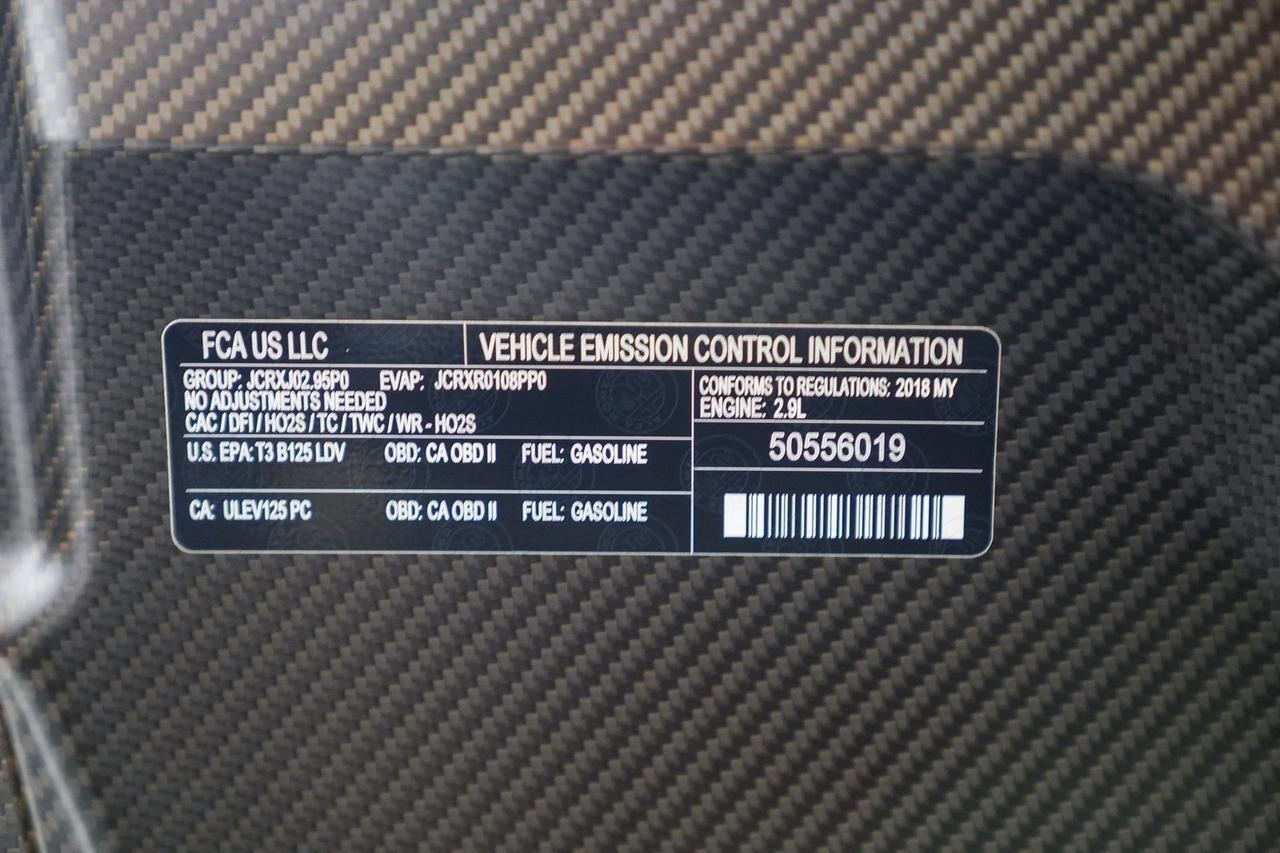 FCA US LLC VEHICLE EMISSION CONTROL INFORMATION
GROUP: JCRXJ02.95P0 EVAP: JCRXR0108PP0
NO ADJUSTMENTS NEEDED
CAC / DFI / HO2S / TC / TWC / WR - HO2S
CONFORMS TO REGULATIONS: 2018 MY
ENGINE: 2.9L
50556019
U.S. EPA: T3 B125 LDV OBD: CA OBD II FUEL: GASOLINE
CA: ULEV125 PC OBD: CA OBD II FUEL: GASOLINE